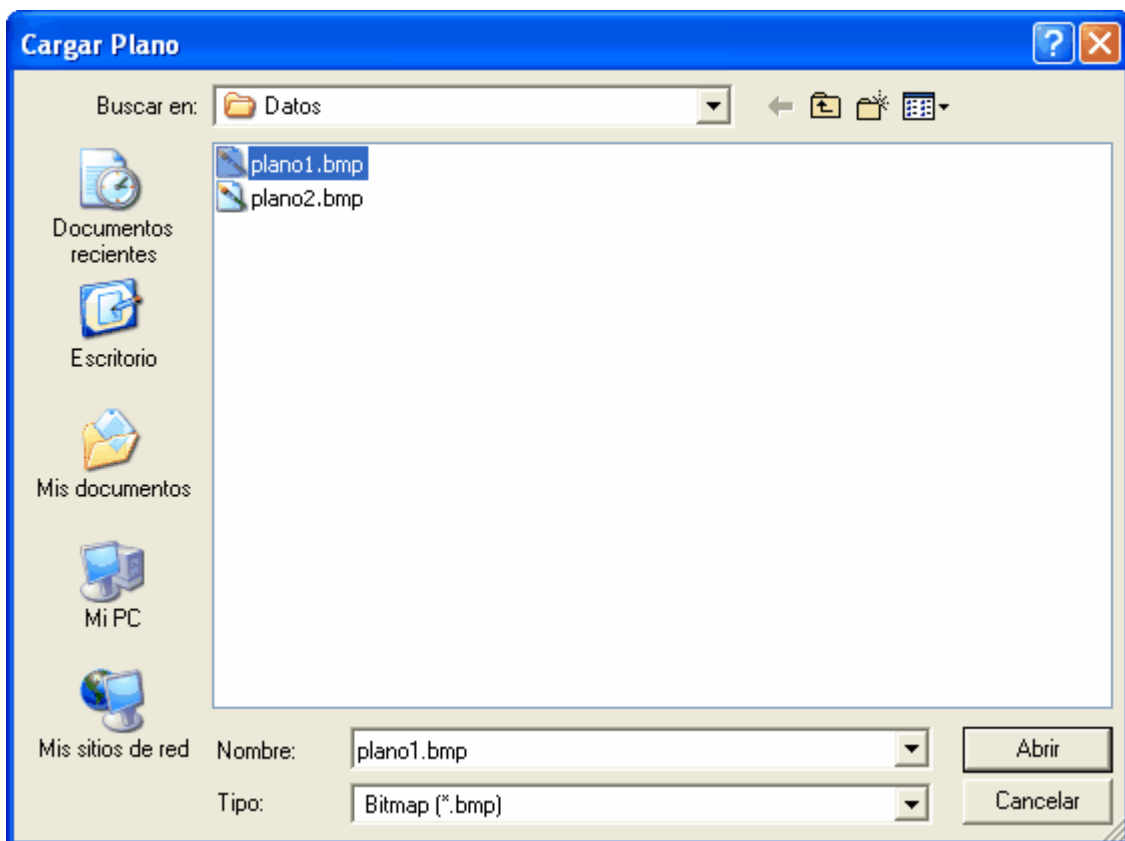 Cargar Plano
Buscar en:
Datos
plano1.bmp
plano2.bmp
Documentos
recientes
Escritorio
Mis documentos
Mi PC
Mis sitios de red
Nombre:
plano1.bmp
Abrir
Tipo:
Bitmap (*.bmp)
Cancelar